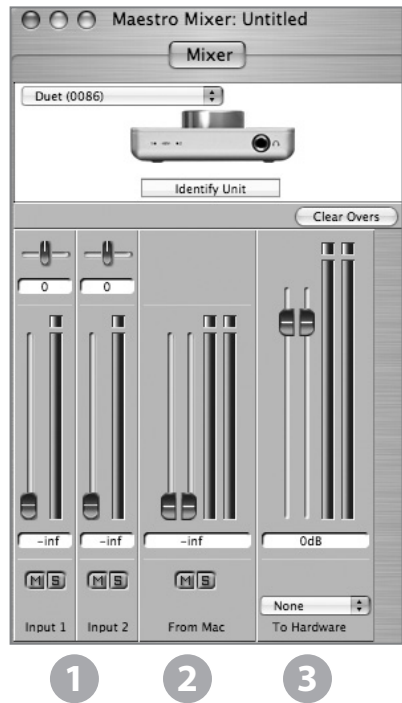 Maestro Mixer: Untitled
Mixer
Duet (0086)
Identify Unit
Clear Overs
0 0
-inf -inf -inf 0dB
M S M S M S
None
Input 1 Input 2 From Mac To Hardware
1 2 3